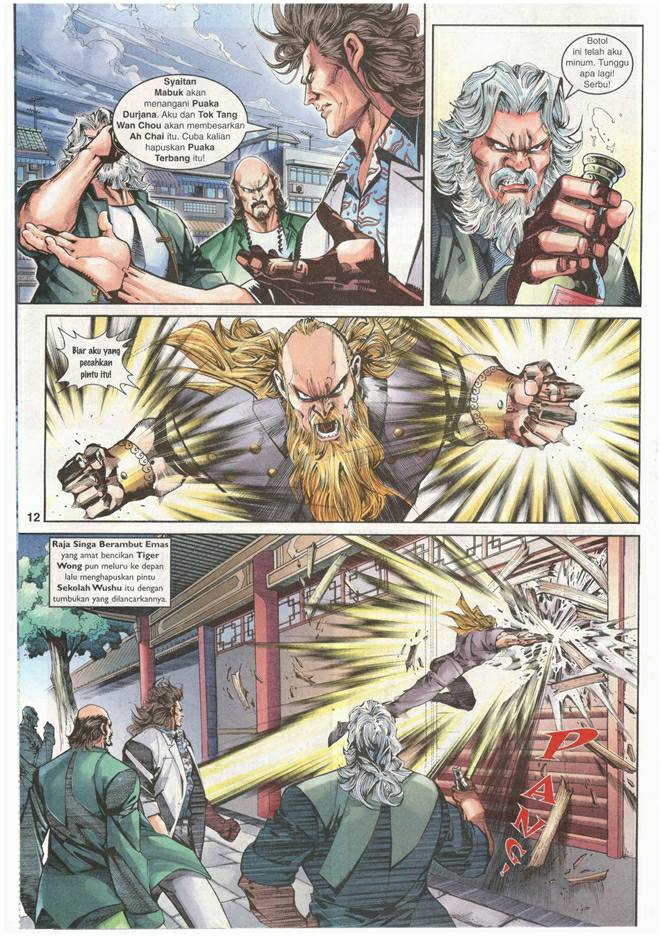 Syaitan
Mabuk akan
menangani Puaka
Durjana. Aku dan Tok Tang
Wan Chou akan membesarkan
Ah Chai itu. Cuba kalian
hapuskan Puaka
Terbang itu!
Botol
ini telah aku
minum. Tunggu
apa lagi!
Serbu!
Biar aku yang
pecahkan
pintu itu!
12
Raja Singa Berambut Emas
yang amat bencikan Tiger
Wong pun meluru ke depan
lalu menghapuskan pintu
Sekolah Wushu itu dengan
tumbukan yang dilancarkannya.
PANG!